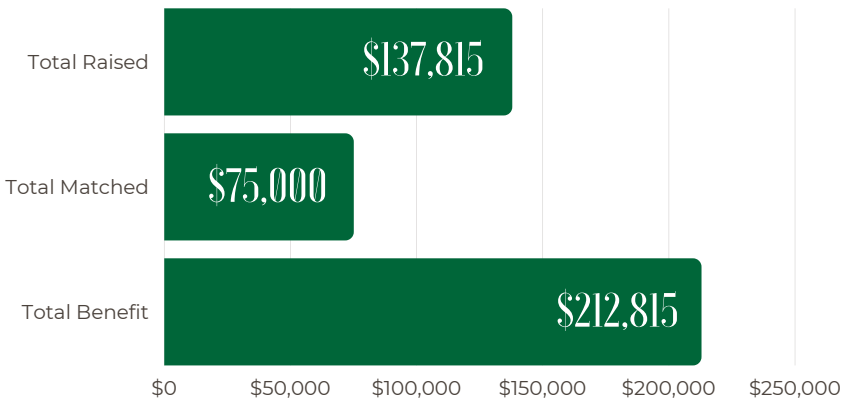 Total Raised $137,815
Total Matched $75,000
Total Benefit $212,815
$0 $50,000 $100,000 $150,000 $200,000 $250,000